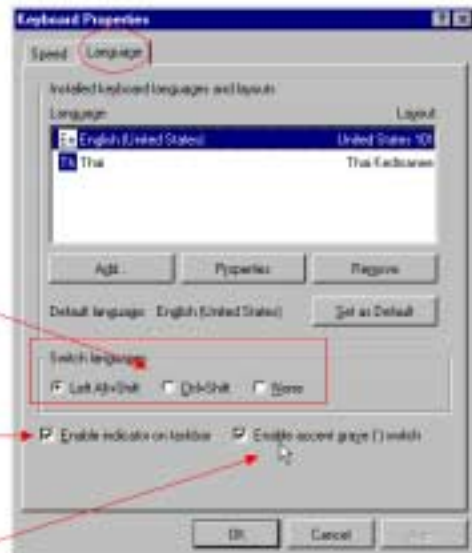 Keyboard Properties
Speed Language
Installed keyboard languages and layouts
Language Layout
En English (United States) United States 101
Th Thai Thai Kedmanee
Add... Properties Remove
Default language: English (United States) Set as Default
Switch languages
Left Alt+Shift Ctrl+Shift None
Enable indicator on taskbar Enable accent grave (`) switch
OK Cancel